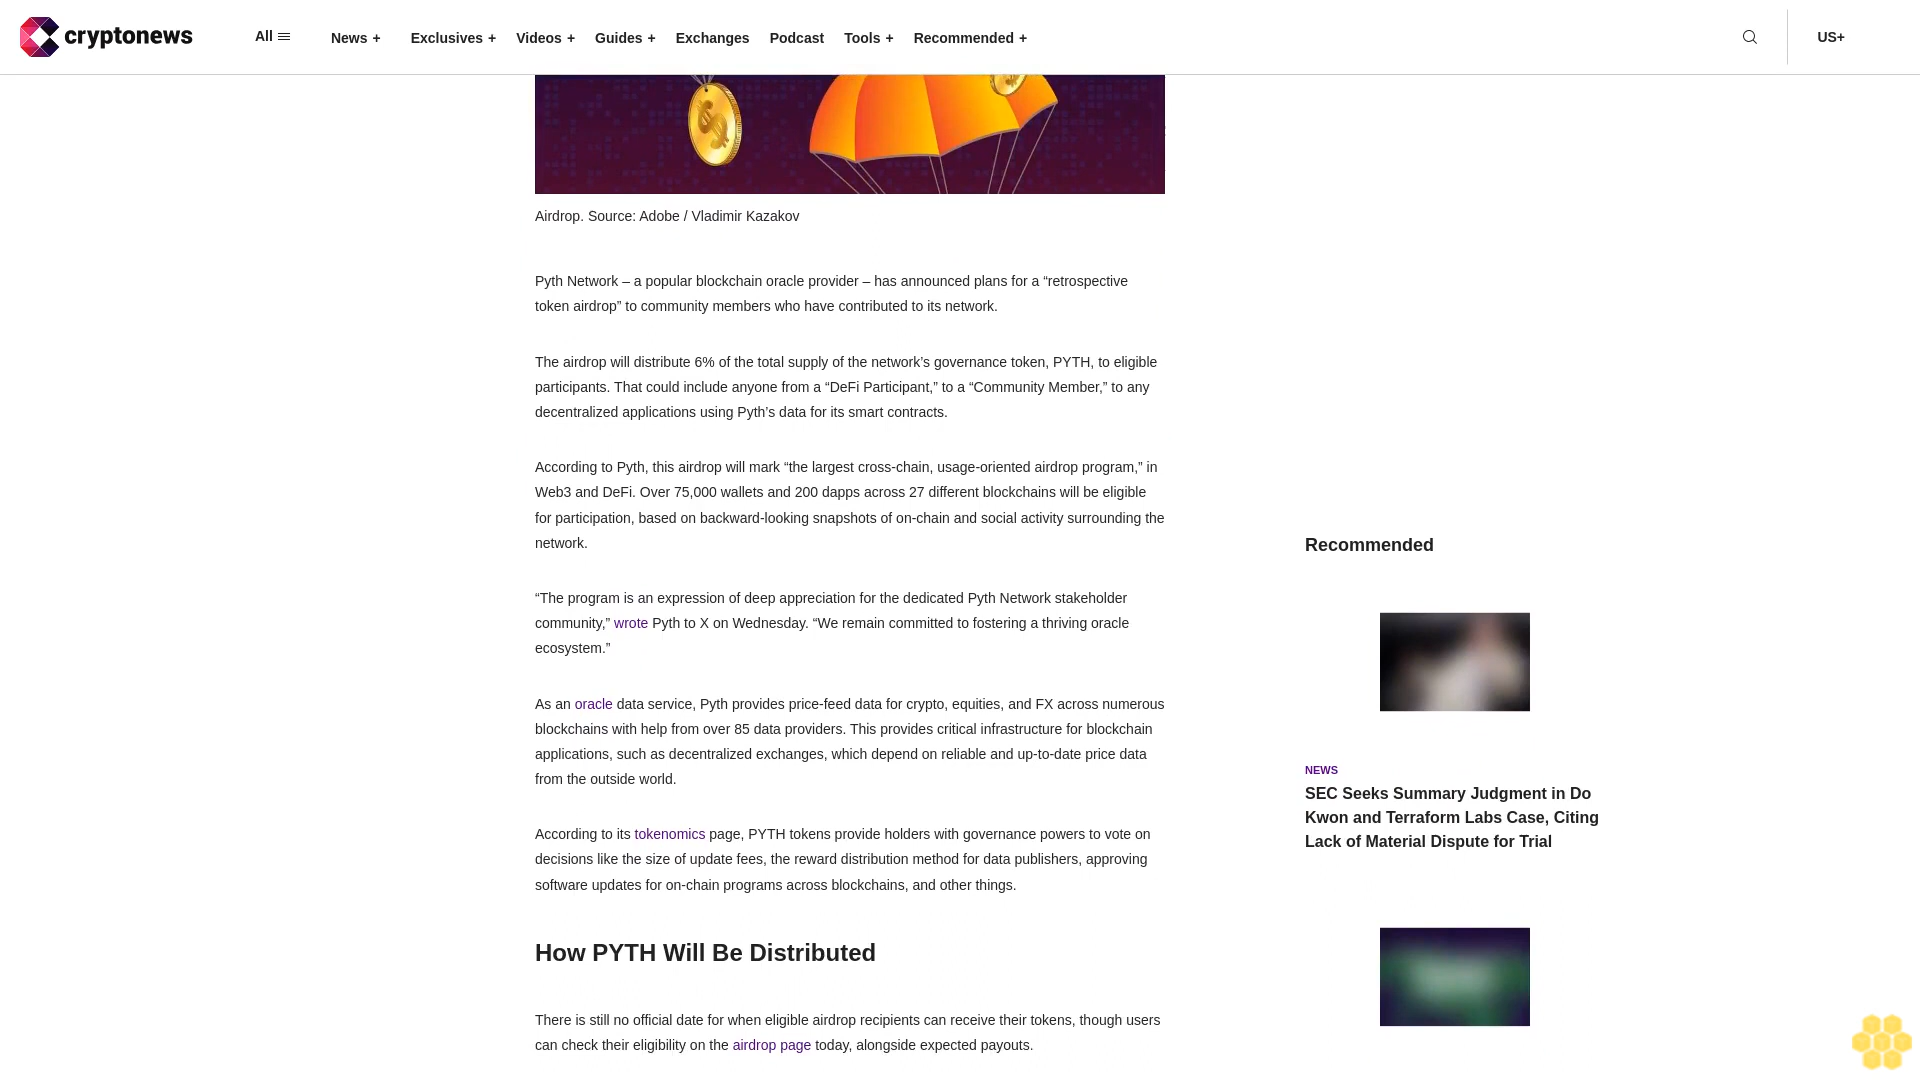 cryptonews
All
News +
Exclusives +
Videos +
Guides +
Exchanges
Podcast
Tools +
Recommended +
US+
Airdrop. Source: Adobe / Vladimir Kazakov
Pyth Network – a popular blockchain oracle provider – has announced plans for a “retrospective
token airdrop” to community members who have contributed to its network.
The airdrop will distribute 6% of the total supply of the network’s governance token, PYTH, to eligible
participants. That could include anyone from a “DeFi Participant,” to a “Community Member,” to any
decentralized applications using Pyth’s data for its smart contracts.
According to Pyth, this airdrop will mark “the largest cross-chain, usage-oriented airdrop program,” in
Web3 and DeFi. Over 75,000 wallets and 200 dapps across 27 different blockchains will be eligible
for participation, based on backward-looking snapshots of on-chain and social activity surrounding the
network.
“The program is an expression of deep appreciation for the dedicated Pyth Network stakeholder
community,” wrote Pyth to X on Wednesday. “We remain committed to fostering a thriving oracle
ecosystem.”
As an oracle data service, Pyth provides price-feed data for crypto, equities, and FX across numerous
blockchains with help from over 85 data providers. This provides critical infrastructure for blockchain
applications, such as decentralized exchanges, which depend on reliable and up-to-date price data
from the outside world.
According to its tokenomics page, PYTH tokens provide holders with governance powers to vote on
decisions like the size of update fees, the reward distribution method for data publishers, approving
software updates for on-chain programs across blockchains, and other things.
How PYTH Will Be Distributed
There is still no official date for when eligible airdrop recipients can receive their tokens, though users
can check their eligibility on the airdrop page today, alongside expected payouts.
Recommended
NEWS
SEC Seeks Summary Judgment in Do
Kwon and Terraform Labs Case, Citing
Lack of Material Dispute for Trial